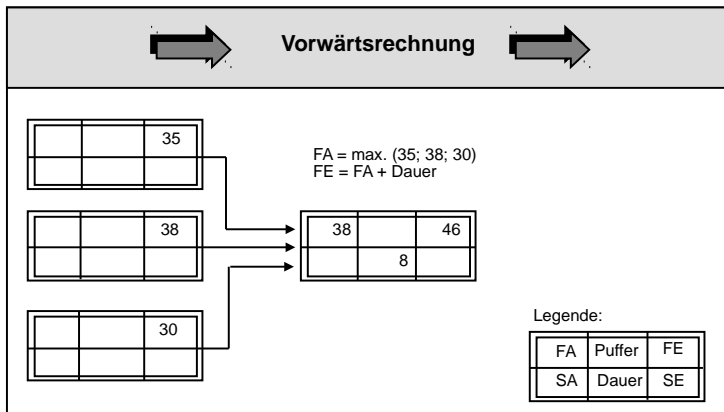 Vorwärtsrechnung
35
FA = max. (35; 38; 30)
FE = FA + Dauer
38
38 46
8
30
Legende:
FA Puffer FE
SA Dauer SE